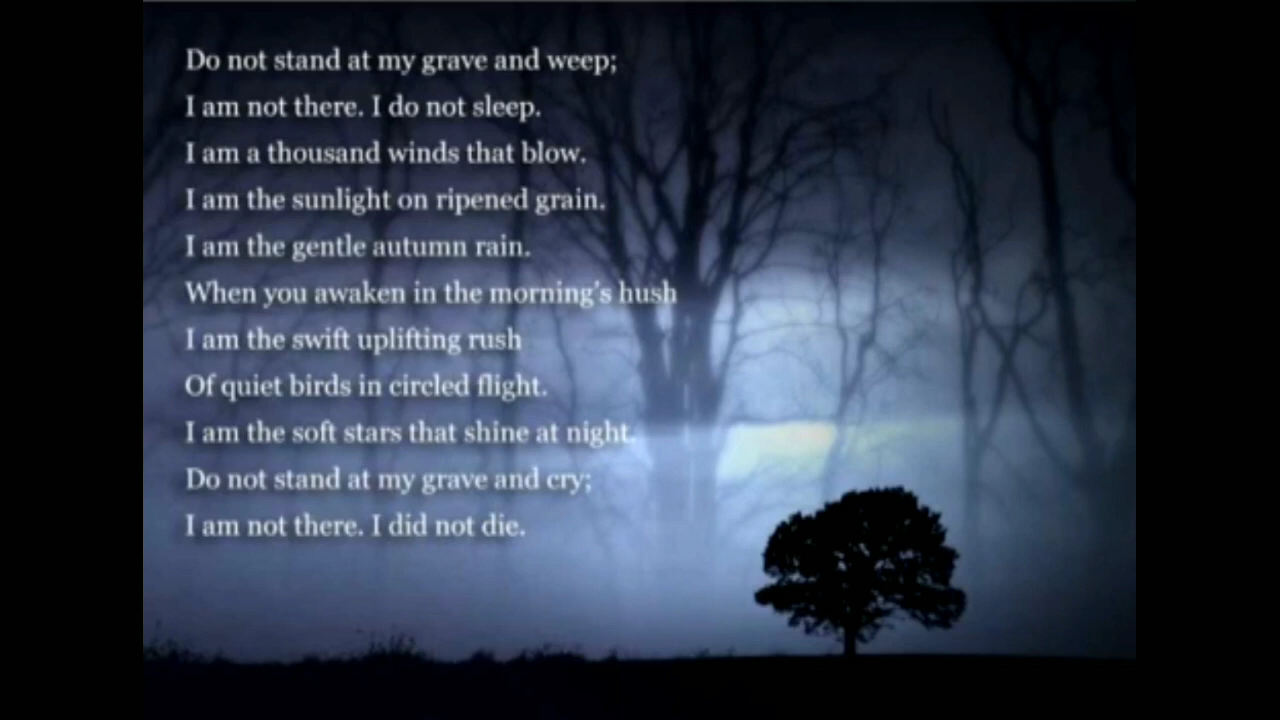 Do not stand at my grave and weep;
I am not there. I do not sleep.
I am a thousand winds that blow.
I am the sunlight on ripened grain.
I am the gentle autumn rain.
When you awaken in the morning's hush
I am the swift uplifting rush
Of quiet birds in circled flight.
I am the soft stars that shine at night.
Do not stand at my grave and cry;
I am not there. I did not die.